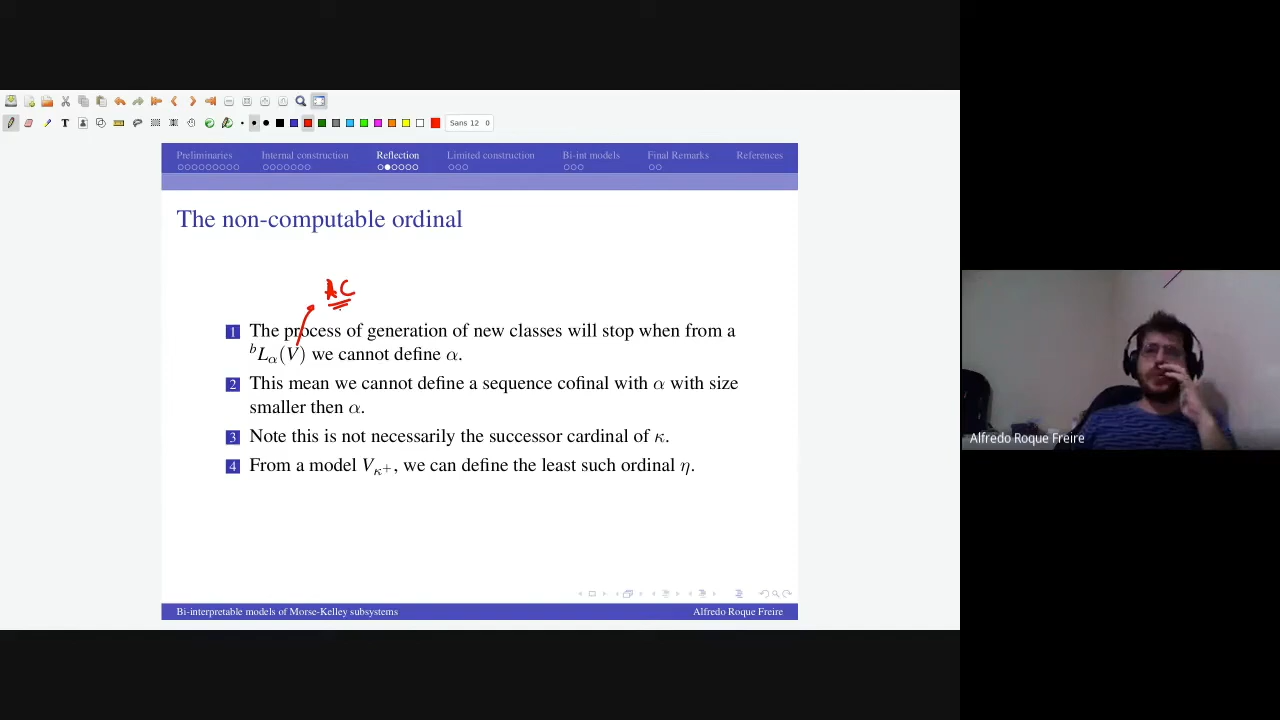 Sans 12 0
Preliminaries Internal construction Reflection Limited construction Bi-int models Final Remarks References
The non-computable ordinal
AC
1 The process of generation of new classes will stop when from a
ᵇL_α(V) we cannot define α.
2 This mean we cannot define a sequence cofinal with α with size
smaller then α.
3 Note this is not necessarily the successor cardinal of κ.
4 From a model V_κ⁺, we can define the least such ordinal η.
Bi-interpretable models of Morse-Kelley subsystems Alfredo Roque Freire
Alfredo Roque Freire